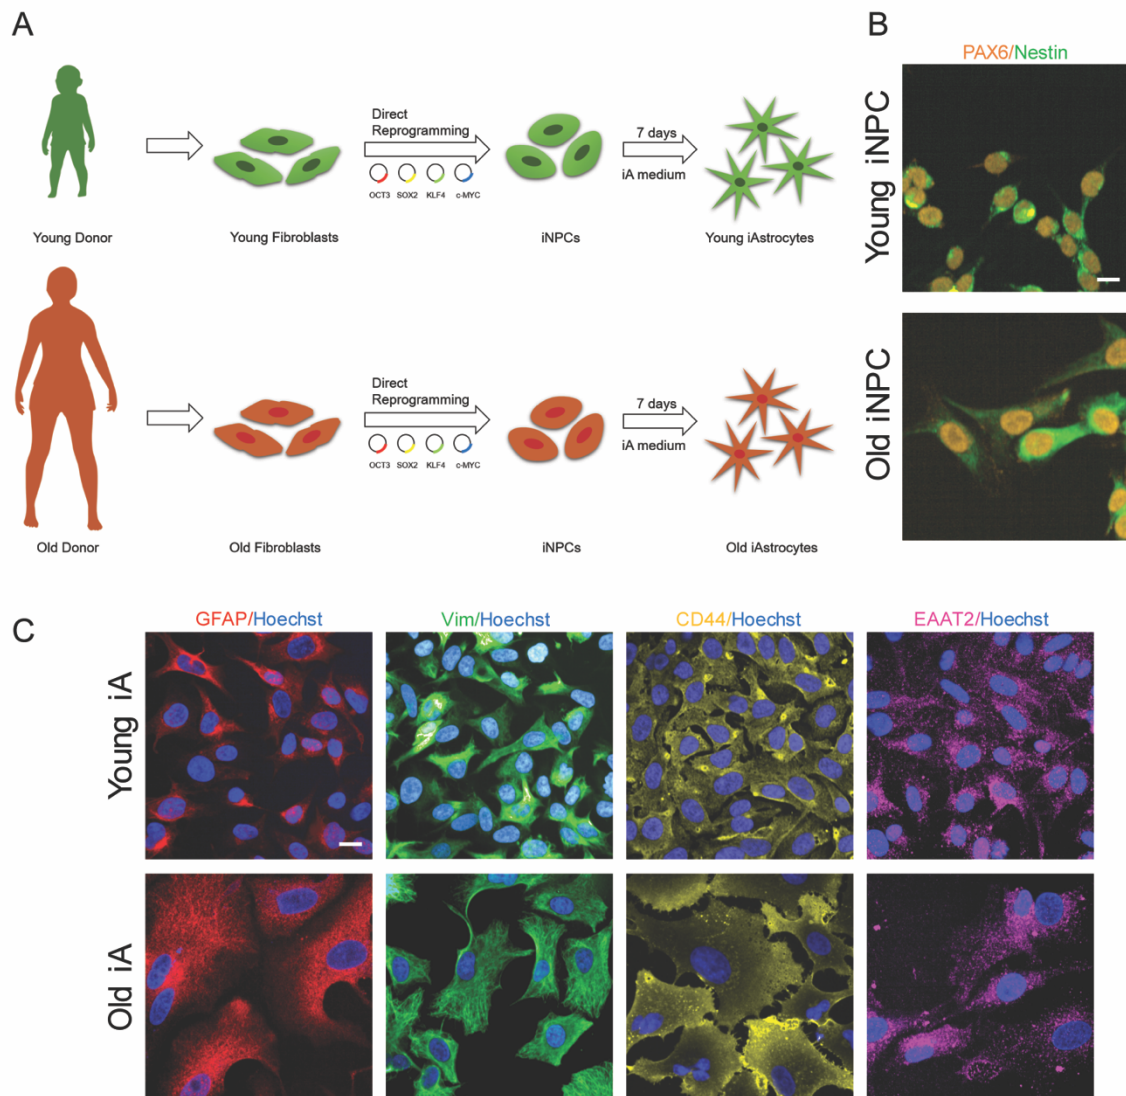 A
Direct
Reprogramming
7 days
iA medium
OCT3 SOX2 KLF4 c-MYC
Young Donor
Young Fibroblasts
iNPCs
Young iAstrocytes
Direct
Reprogramming
7 days
iA medium
OCT3 SOX2 KLF4 c-MYC
Old Donor
Old Fibroblasts
iNPCs
Old iAstrocytes
B
PAX6/Nestin
Young iNPC
Old iNPC
C
GFAP/Hoechst
Vim/Hoechst
CD44/Hoechst
EAAT2/Hoechst
Young iA
Old iA